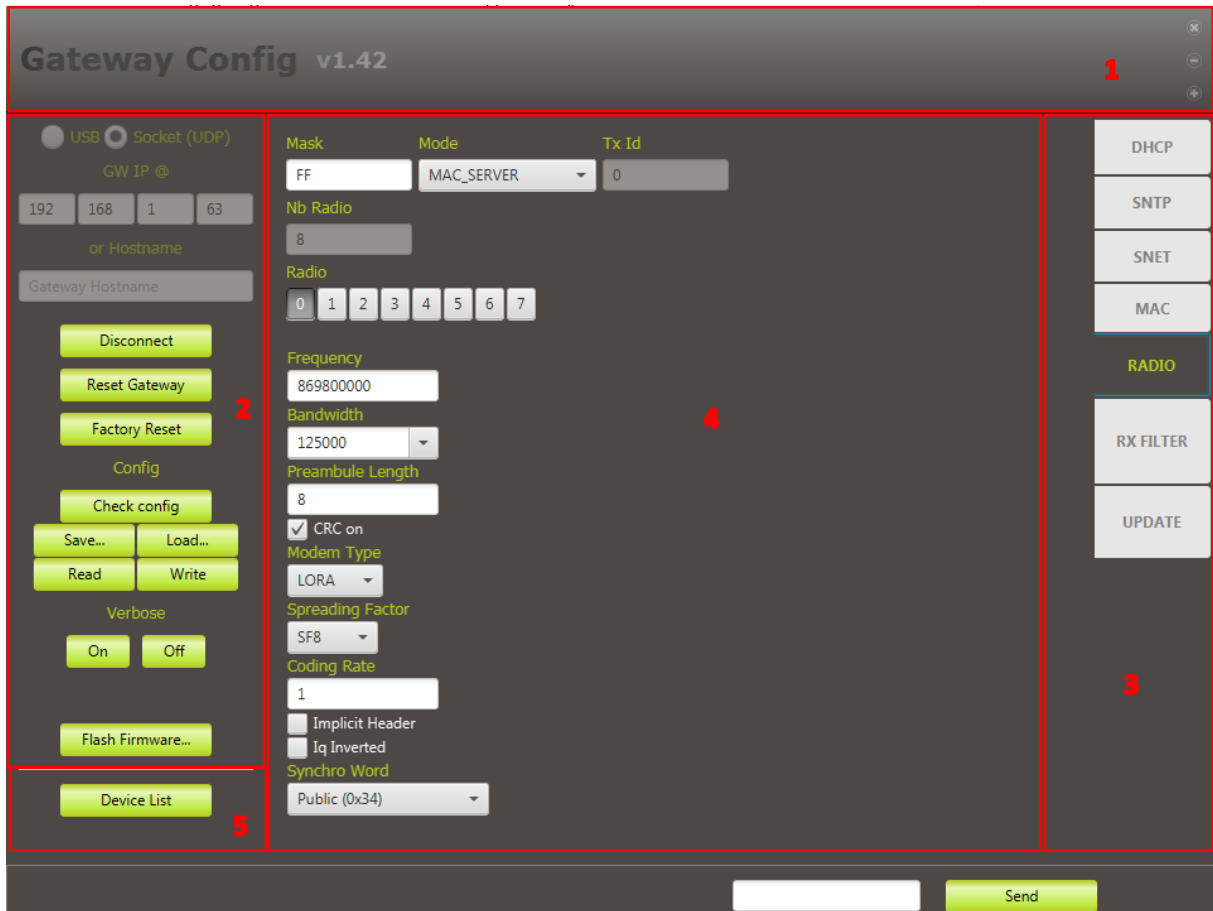 Gateway Config v1.42
1
USB Socket (UDP)
GW IP @
192 168 1 63
or Hostname
Gateway Hostname
Disconnect
Reset Gateway
Factory Reset
Config
Check config
Save... Load...
Read Write
Verbose
On Off
Flash Firmware...
2
Device List
5
Mask Mode Tx Id
FF MAC_SERVER 0
Nb Radio
8
Radio
0 1 2 3 4 5 6 7
Frequency
869800000
Bandwidth
125000
Preambule Length
8
CRC on
Modem Type
LORA
Spreading Factor
SF8
Coding Rate
1
Implicit Header
Iq Inverted
Synchro Word
Public (0x34)
4
DHCP
SNTP
SNET
MAC
RADIO
RX FILTER
UPDATE
3
Send